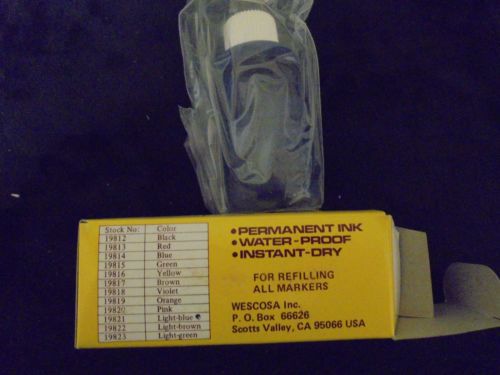 Stock No: Color
19812 Black
19813 Red
19814 Blue
19815 Green
19816 Yellow
19817 Brown
19818 Violet
19819 Orange
19820 Pink
19821 Light-blue
19822 Light-brown
19823 Light-green
•PERMANENT INK
•WATER-PROOF
•INSTANT-DRY
FOR REFILLING
ALL MARKERS
WESCOSA Inc.
P. O. Box 66626
Scotts Valley, CA 95066 USA